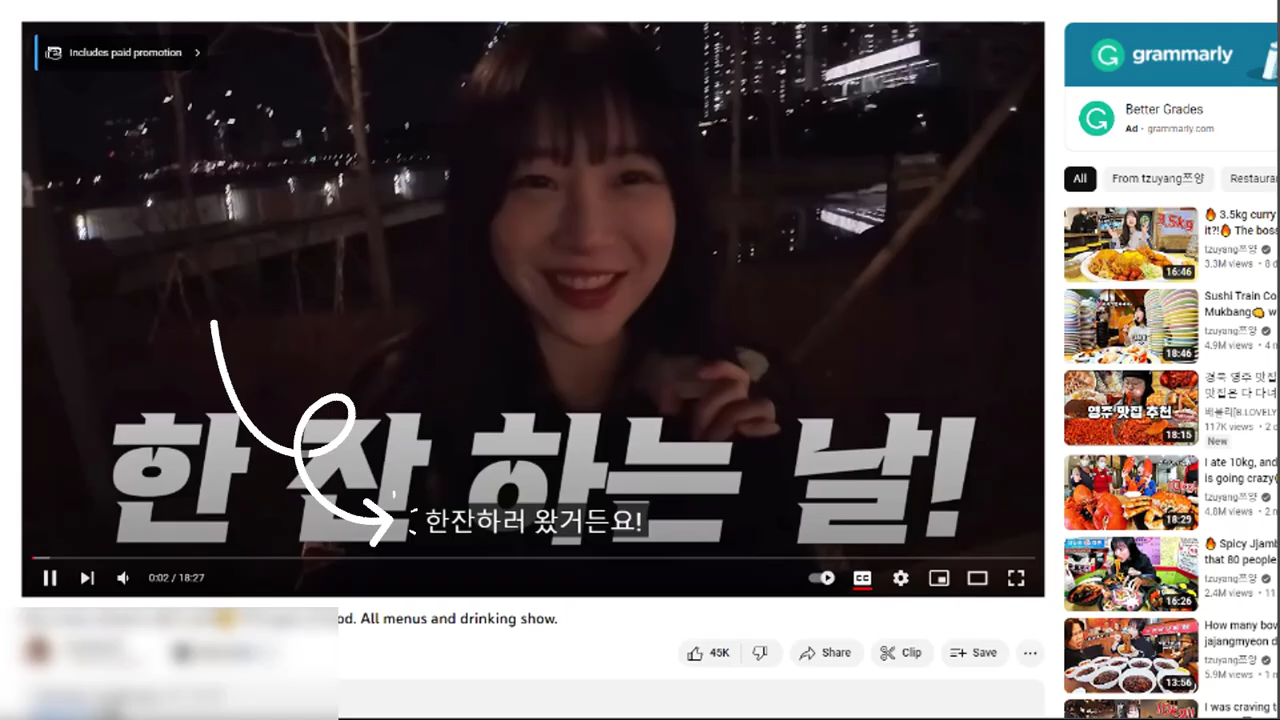 Includes paid promotion
한 잔 하는 날!
한잔하러 왔거든요!
0:02 / 18:27
od. All menus and drinking show.
45K
Share
Clip
Save
grammarly
Better Grades
Ad · grammarly.com
All
From tzuyang쯔양
Restaura
3.5kg
16:46
🔥 3.5kg curry
it?!🔥 The boss
tzuyang쯔양
3.3M views · 8 d
18:46
Sushi Train Co
Mukbang
tzuyang쯔양
4.9M views · 4 m
영주 맛집 추천
18:15
경북 영주 맛집
맛집은 다 다녀
117K views · 2 d
New
18:29
I ate 10kg, and
is going crazy
tzuyang쯔양
4.8M views · 2
16:26
🔥 Spicy Jjamb
that 80 people
tzuyang쯔양
2.4M views · 11
13:56
How many bow
jajangmyeon d
tzuyang쯔양
5.9M views · 1
I was craving t